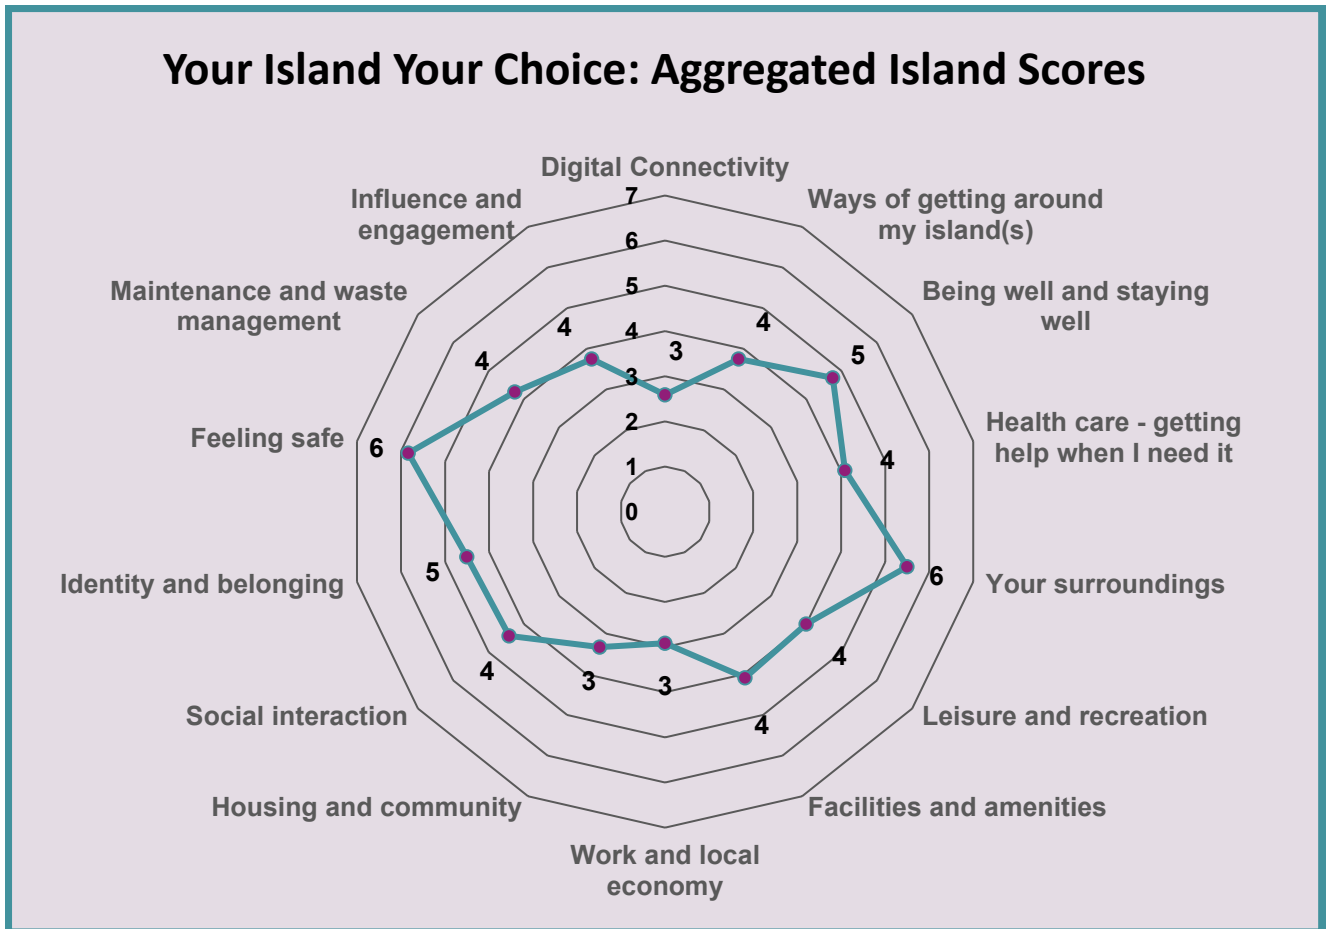 Your Island Your Choice: Aggregated Island Scores
Digital Connectivity
Ways of getting around
my island(s)
Being well and staying
well
Health care - getting
help when I need it
Your surroundings
Leisure and recreation
Facilities and amenities
Work and local
economy
Housing and community
Social interaction
Identity and belonging
Feeling safe
Maintenance and waste
management
Influence and
engagement
7
6
5
4
3
2
1
0
3
4
5
4
6
4
4
3
3
4
5
6
4
4